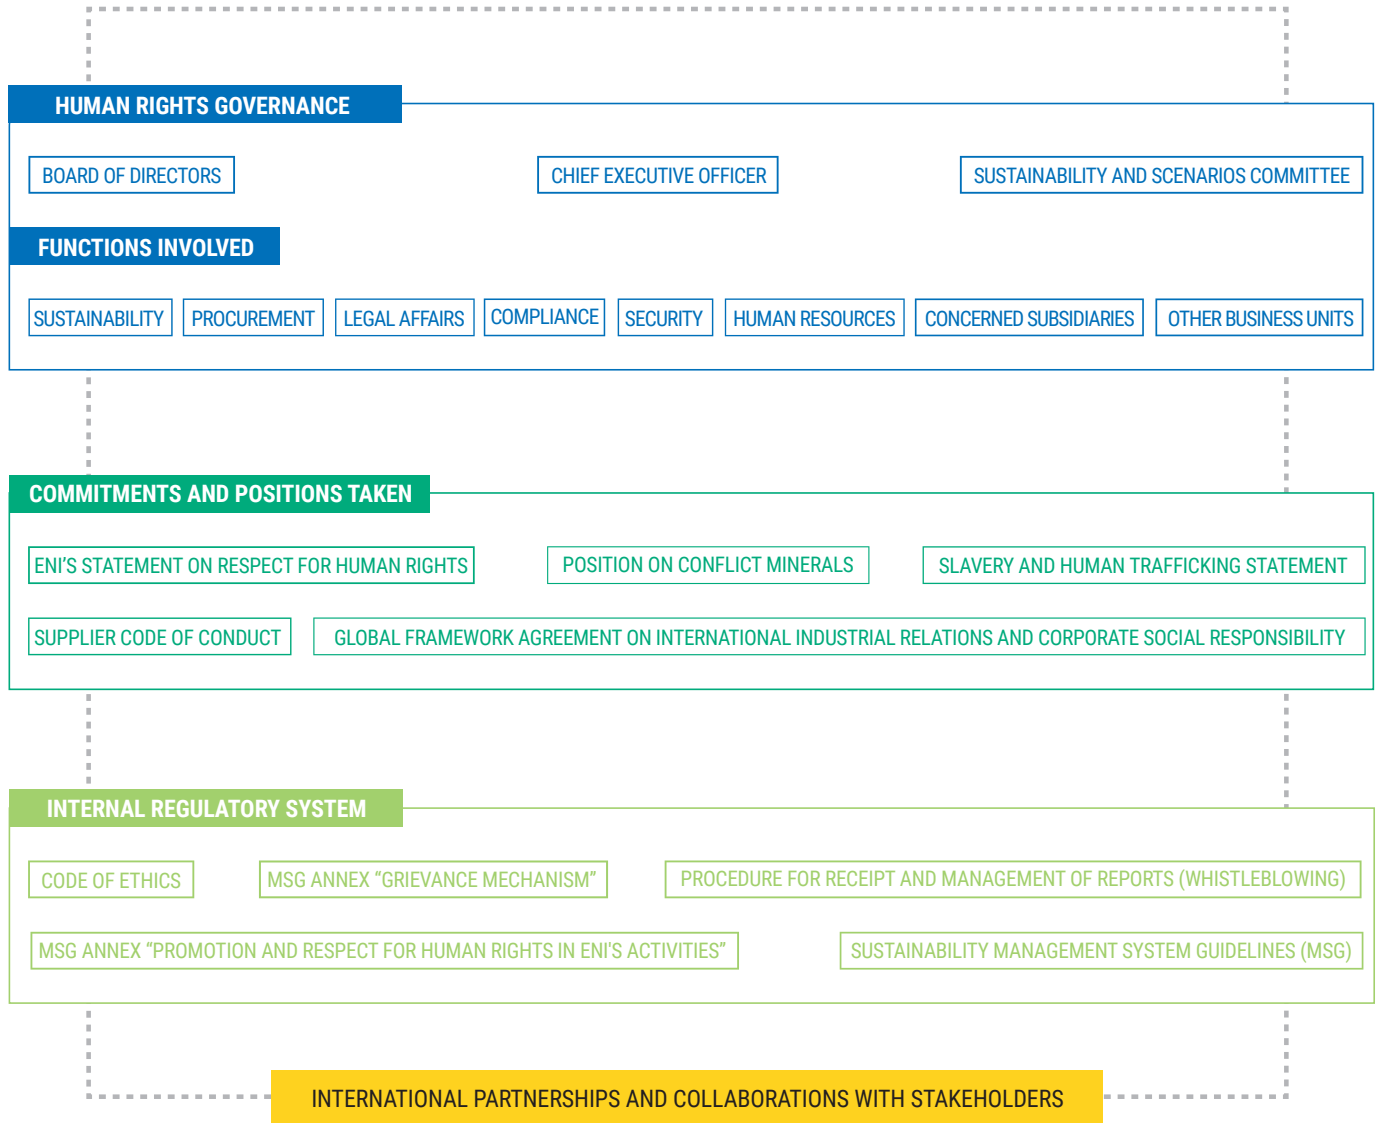 HUMAN RIGHTS GOVERNANCE
BOARD OF DIRECTORS
CHIEF EXECUTIVE OFFICER
SUSTAINABILITY AND SCENARIOS COMMITTEE
FUNCTIONS INVOLVED
SUSTAINABILITY
PROCUREMENT
LEGAL AFFAIRS
COMPLIANCE
SECURITY
HUMAN RESOURCES
CONCERNED SUBSIDIARIES
OTHER BUSINESS UNITS
COMMITMENTS AND POSITIONS TAKEN
ENI’S STATEMENT ON RESPECT FOR HUMAN RIGHTS
POSITION ON CONFLICT MINERALS
SLAVERY AND HUMAN TRAFFICKING STATEMENT
SUPPLIER CODE OF CONDUCT
GLOBAL FRAMEWORK AGREEMENT ON INTERNATIONAL INDUSTRIAL RELATIONS AND CORPORATE SOCIAL RESPONSIBILITY
INTERNAL REGULATORY SYSTEM
CODE OF ETHICS
MSG ANNEX “GRIEVANCE MECHANISM”
PROCEDURE FOR RECEIPT AND MANAGEMENT OF REPORTS (WHISTLEBLOWING)
MSG ANNEX “PROMOTION AND RESPECT FOR HUMAN RIGHTS IN ENI'S ACTIVITIES”
SUSTAINABILITY MANAGEMENT SYSTEM GUIDELINES (MSG)
INTERNATIONAL PARTNERSHIPS AND COLLABORATIONS WITH STAKEHOLDERS